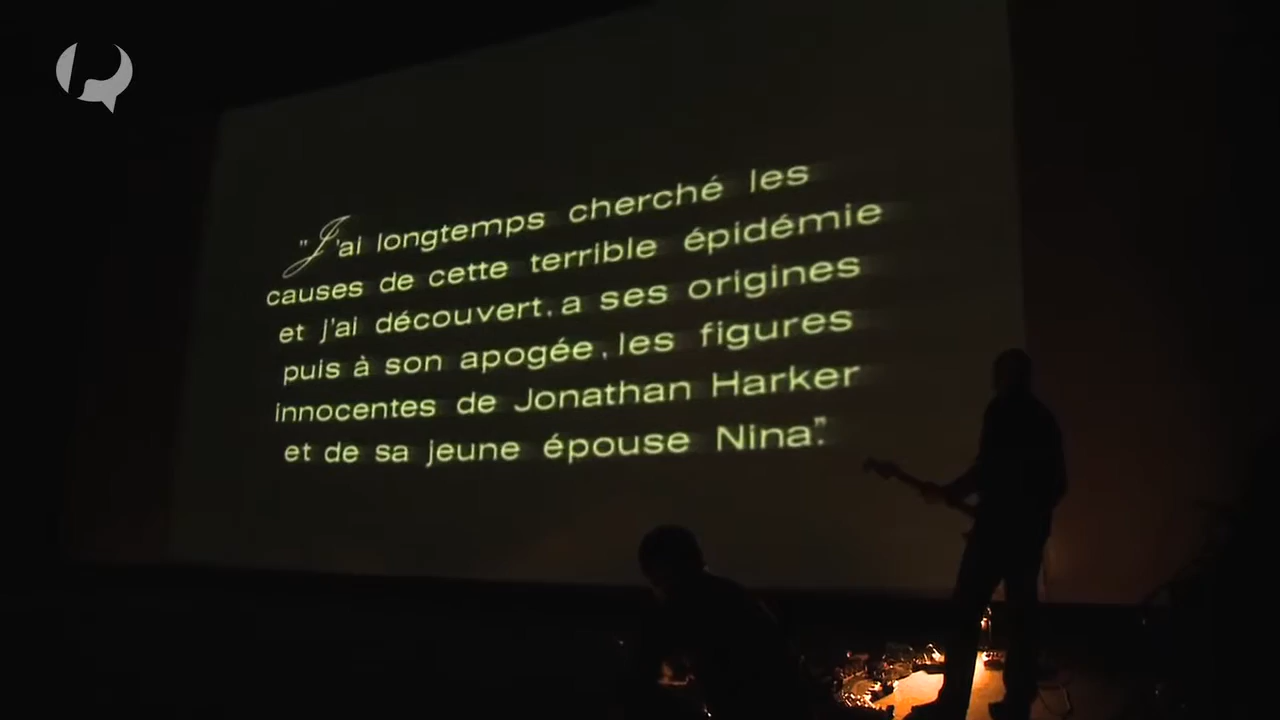 "J'ai longtemps cherché les
causes de cette terrible épidémie
et j'ai découvert, a ses origines
puis à son apogée, les figures
innocentes de Jonathan Harker
et de sa jeune épouse Nina".